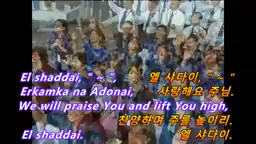 El shaddai, " ~ ", 엘 샤다이, " ~ "
Erkamka na Adonai, 사랑해요 주님.
We will praise You and lift You high,
찬양하며 주를 높이리.
El shaddai. 엘 샤다이.